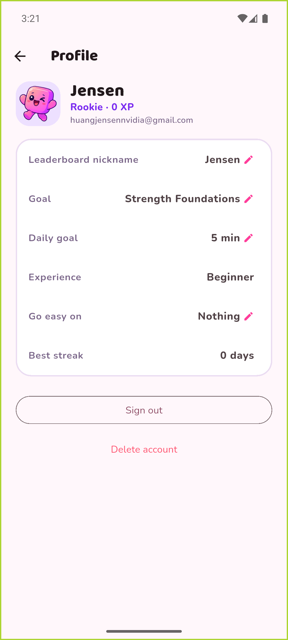 3:21
Profile
Jensen
Rookie · 0 XP
huangjensennvidia@gmail.com
Leaderboard nickname Jensen
Goal Strength Foundations
Daily goal 5 min
Experience Beginner
Go easy on Nothing
Best streak 0 days
Sign out
Delete account